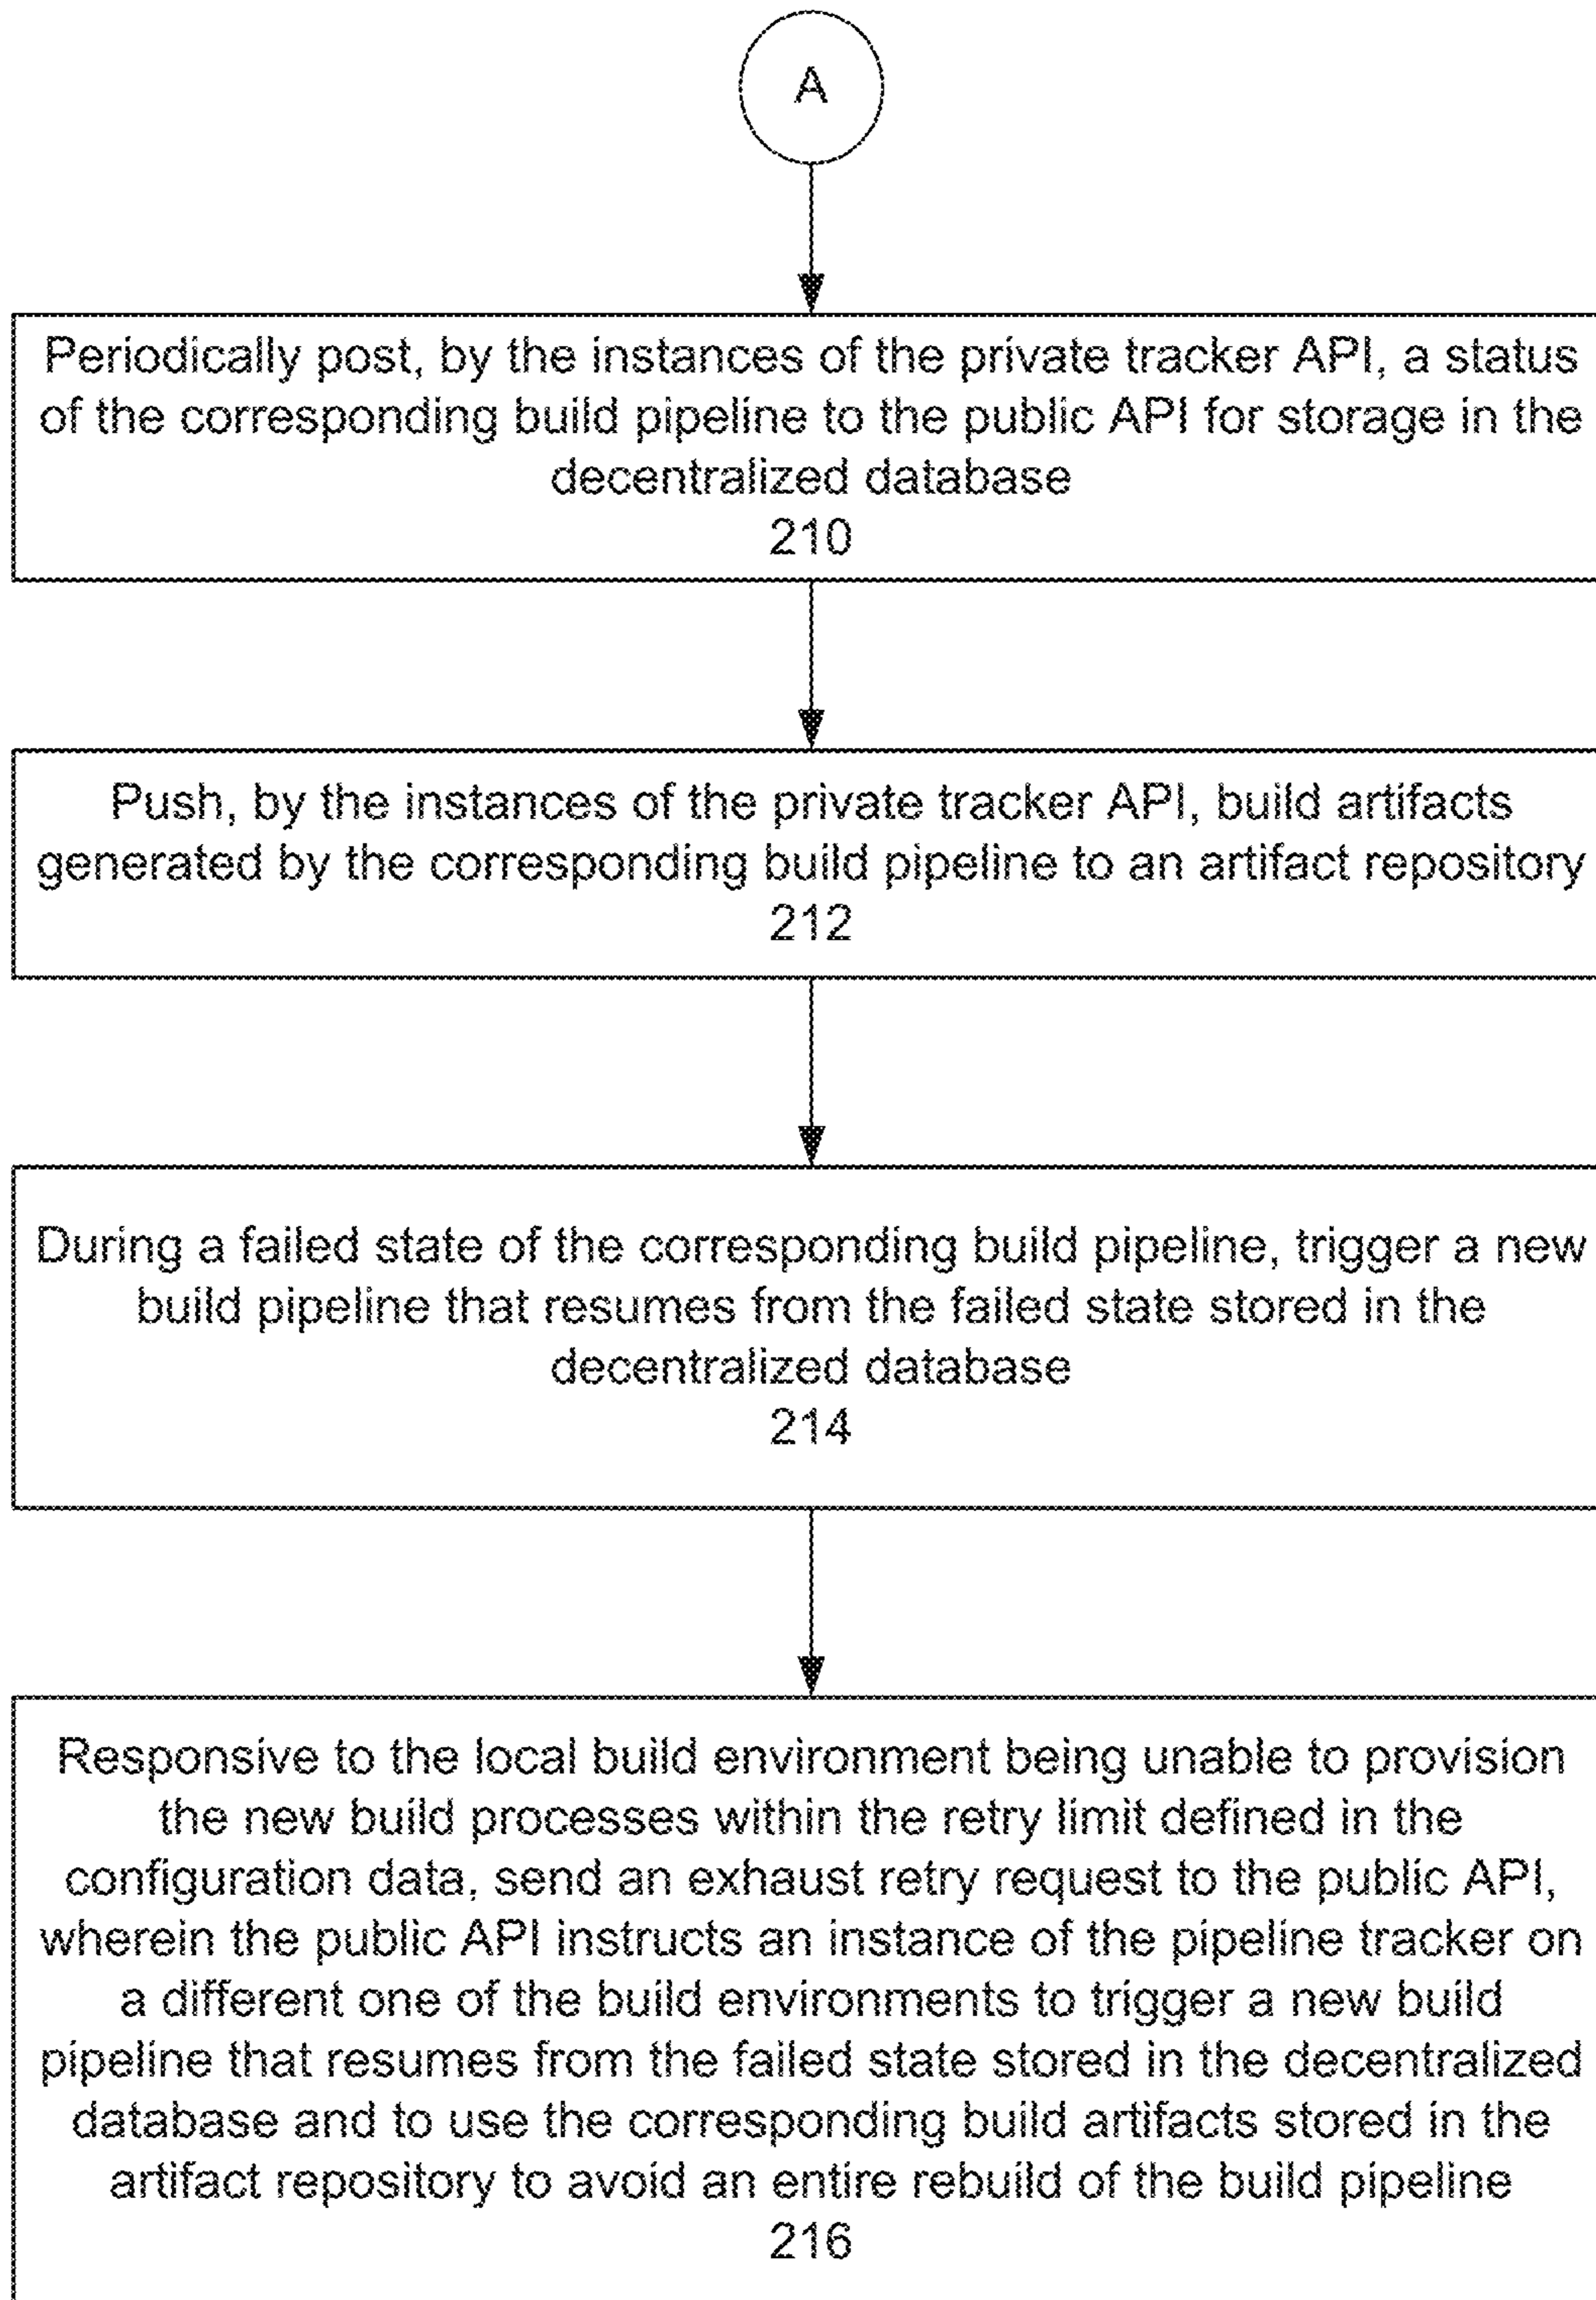 A
Periodically post, by the instances of the private tracker API, a status
of the corresponding build pipeline to the public API for storage in the
decentralized database
210
Push, by the instances of the private tracker API, build artifacts
generated by the corresponding build pipeline to an artifact repository
212
During a failed state of the corresponding build pipeline, trigger a new
build pipeline that resumes from the failed state stored in the
decentralized database
214
Responsive to the local build environment being unable to provision
the new build processes within the retry limit defined in the
configuration data, send an exhaust retry request to the public API,
wherein the public API instructs an instance of the pipeline tracker on
a different one of the build environments to trigger a new build
pipeline that resumes from the failed state stored in the decentralized
database and to use the corresponding build artifacts stored in the
artifact repository to avoid an entire rebuild of the build pipeline
216